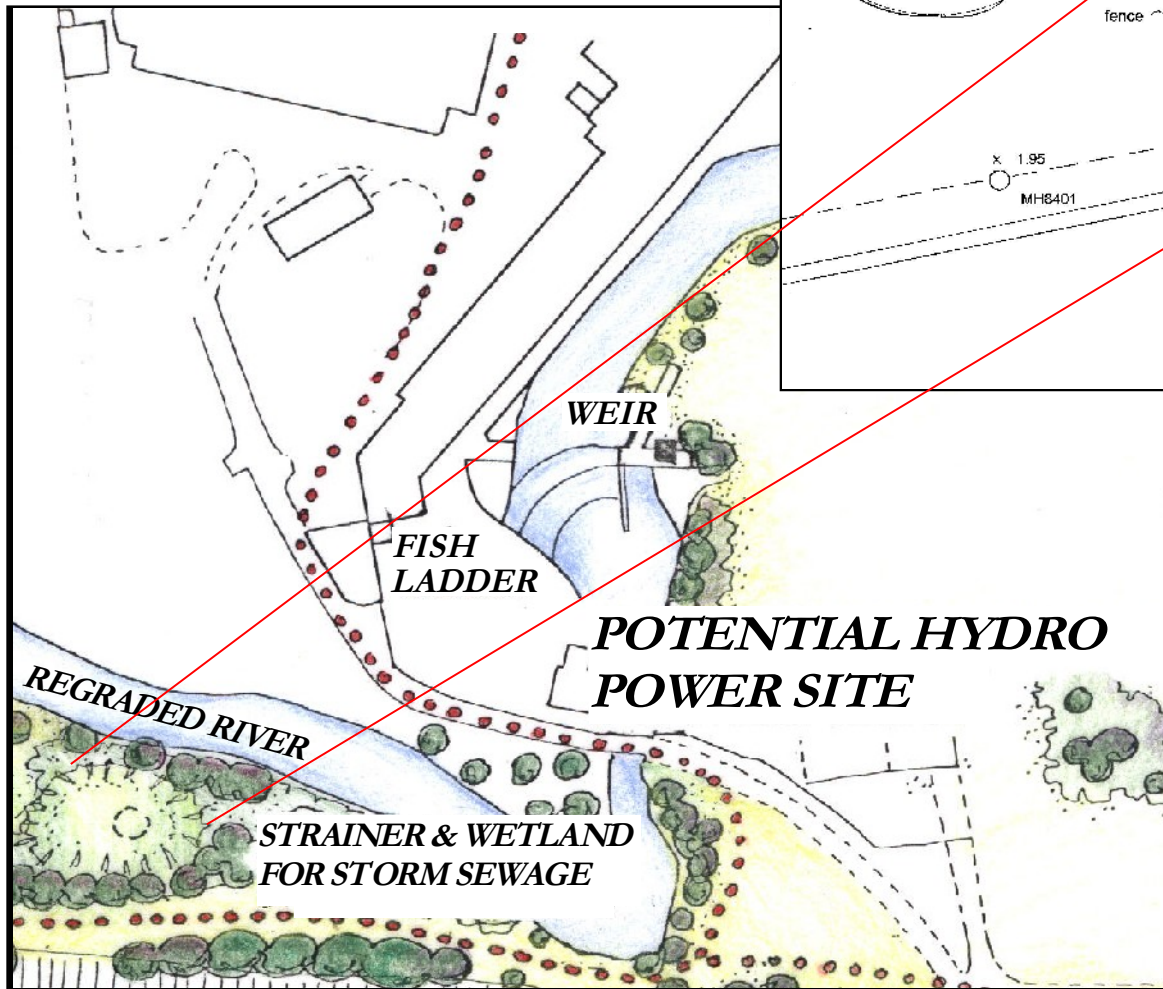 fence
× 1.95
MH8401
WEIR
FISH
LADDER
POTENTIAL HYDRO
POWER SITE
REGRADED RIVER
STRAINER & WETLAND
FOR STORM SEWAGE